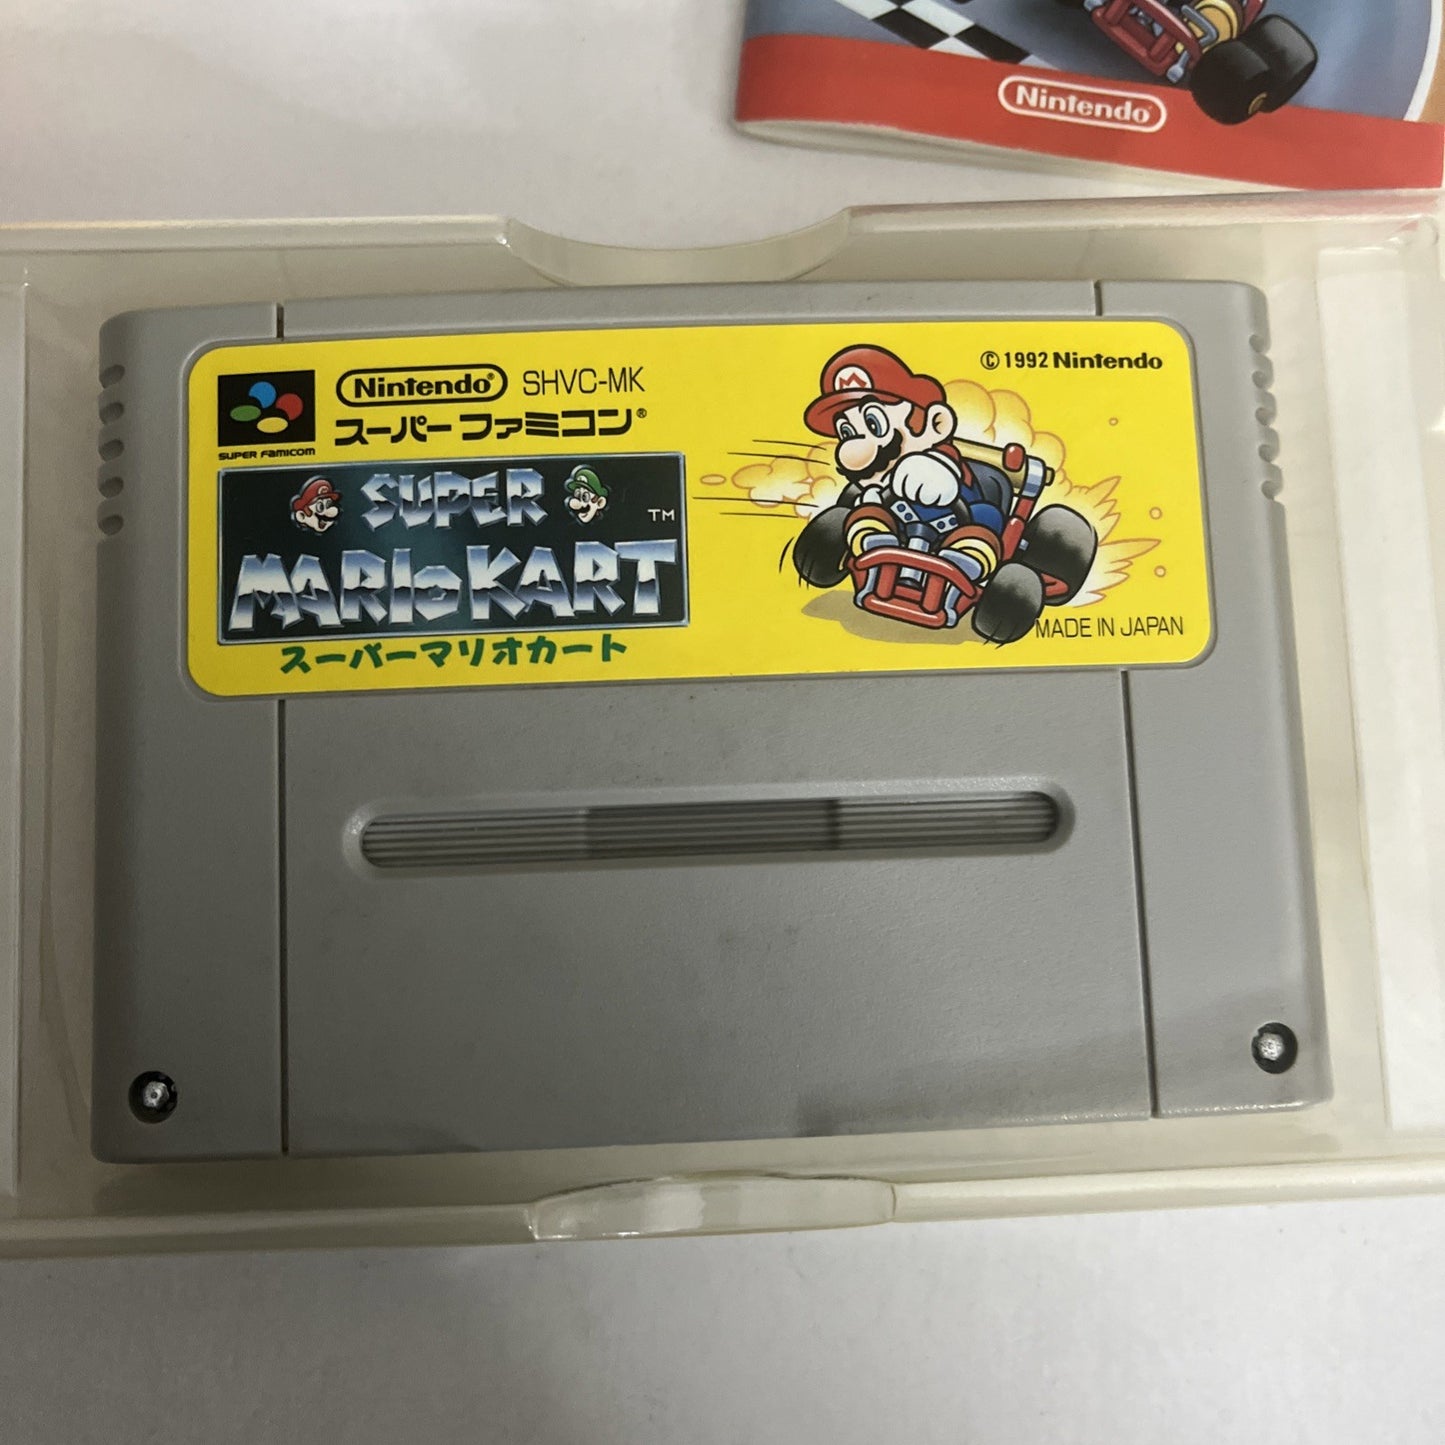 Nintendo
Nintendo® SHVC-MK
スーパーファミコン®
SUPER FAMICOM
© 1992 Nintendo
M
SUPER
MARIO KART TM
スーパーマリオカート
MADE IN JAPAN